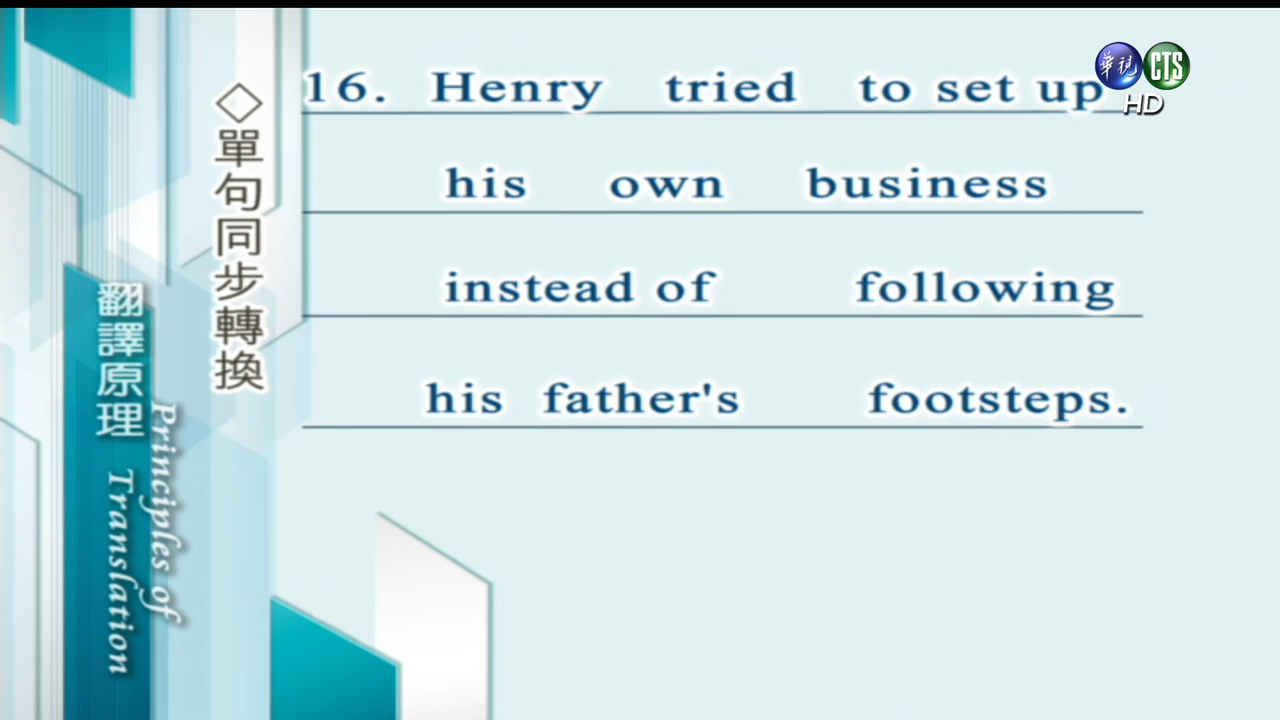 16. Henry tried to set up
his own business
instead of following
his father's footsteps.
◇單句同步轉換
翻譯原理
Principles of
Translation
華視 CTS
HD